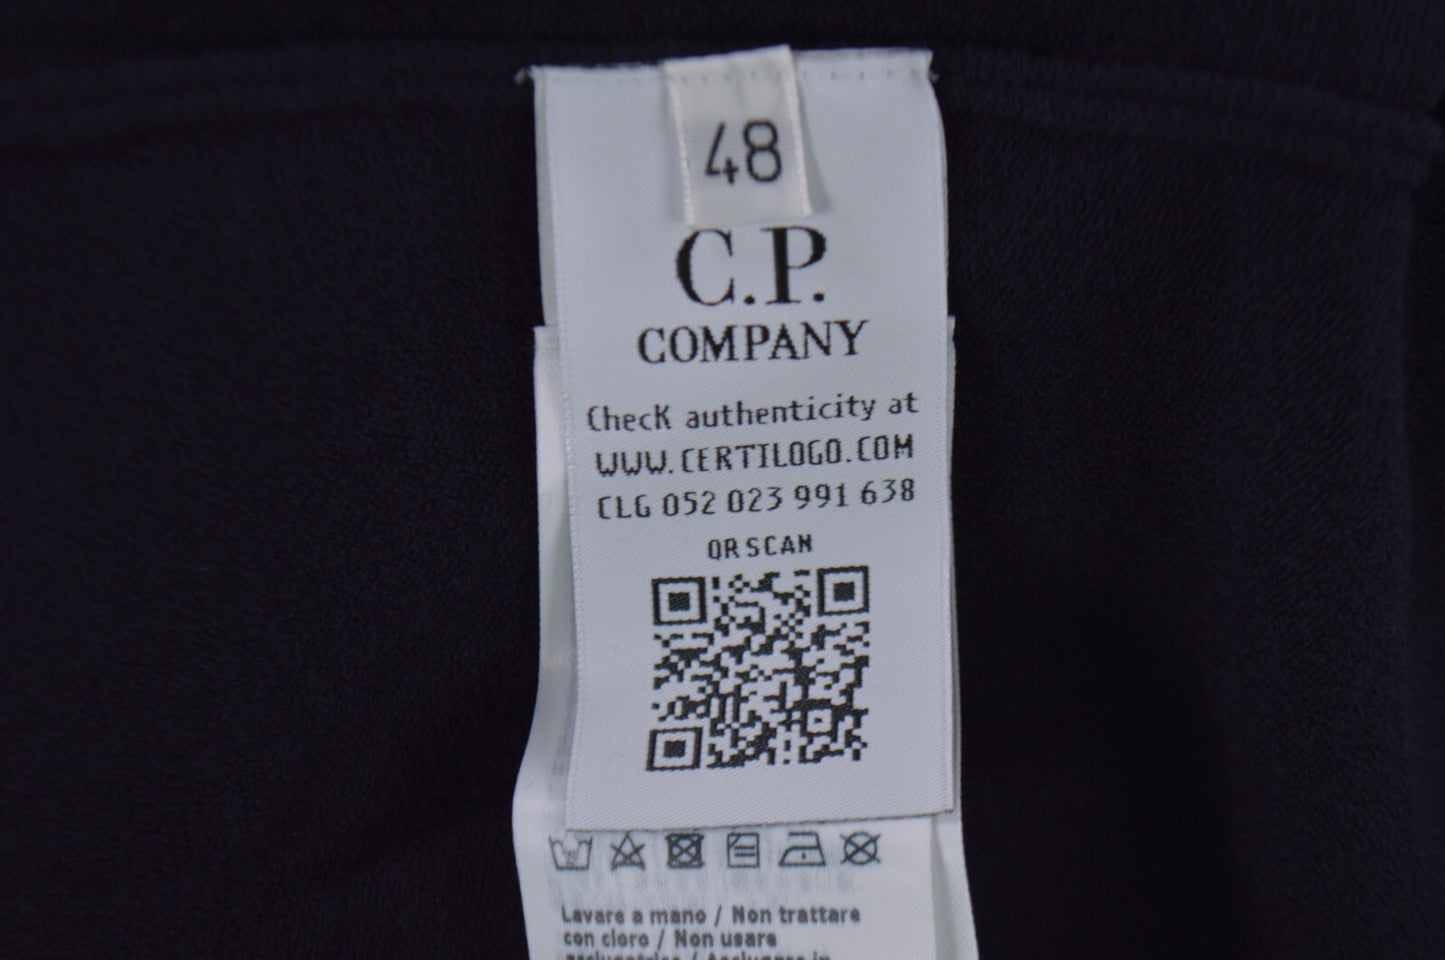 48
C.P.
COMPANY
Check authenticity at
WWW.CERTILOGO.COM
CLG 052 023 991 638
QR SCAN
Lavare a mano / Non trattare
con cloro / Non usare